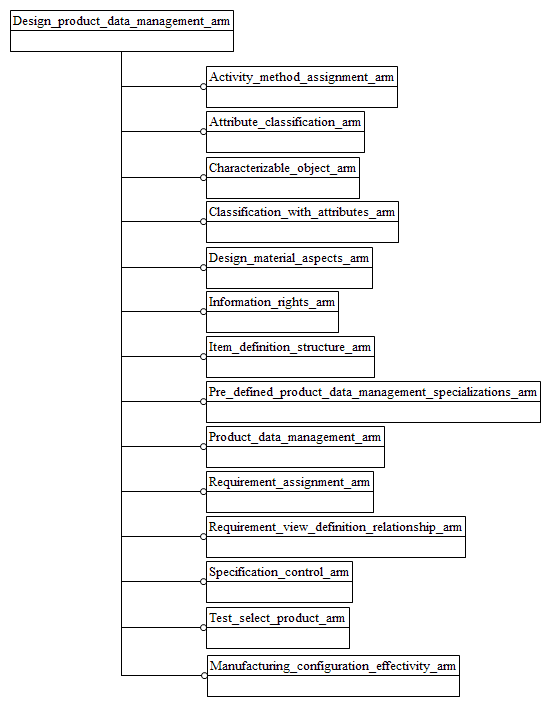 Design_product_data_management_arm
Activity_method_assignment_arm
Attribute_classification_arm
Characterizable_object_arm
Classification_with_attributes_arm
Design_material_aspects_arm
Information_rights_arm
Item_definition_structure_arm
Pre_defined_product_data_management_specializations_arm
Product_data_management_arm
Requirement_assignment_arm
Requirement_view_definition_relationship_arm
Specification_control_arm
Test_select_product_arm
Manufacturing_configuration_effectivity_arm